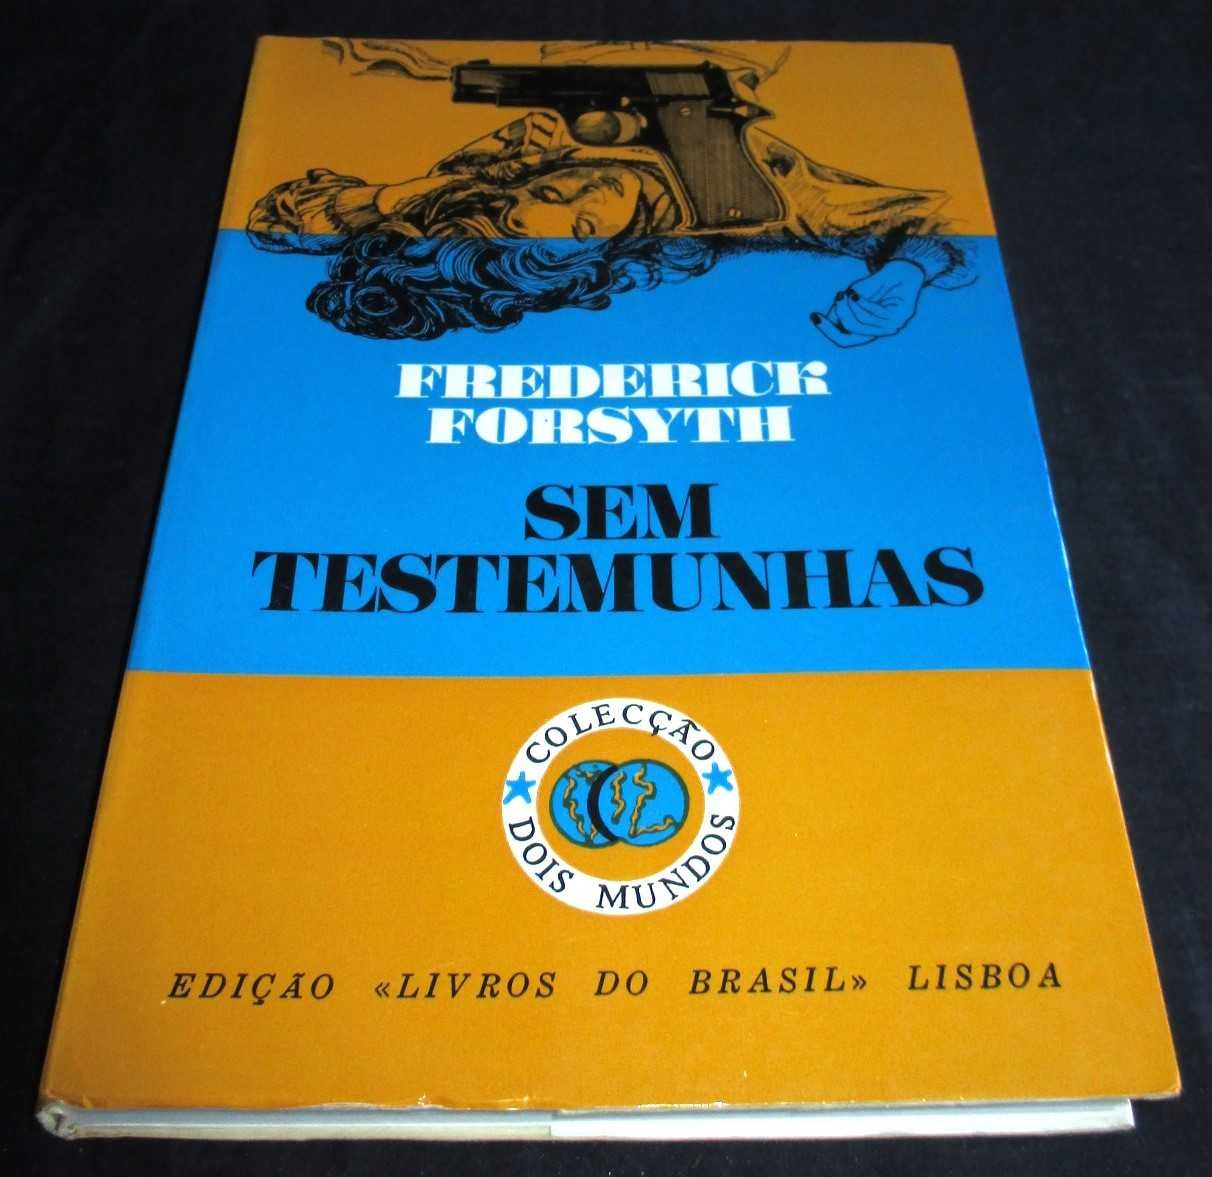 FREDERICK
FORSYTH
SEM
TESTEMUNHAS
COLECÇÃO
DOIS MUNDOS
EDIÇÃO «LIVROS DO BRASIL» LISBOA